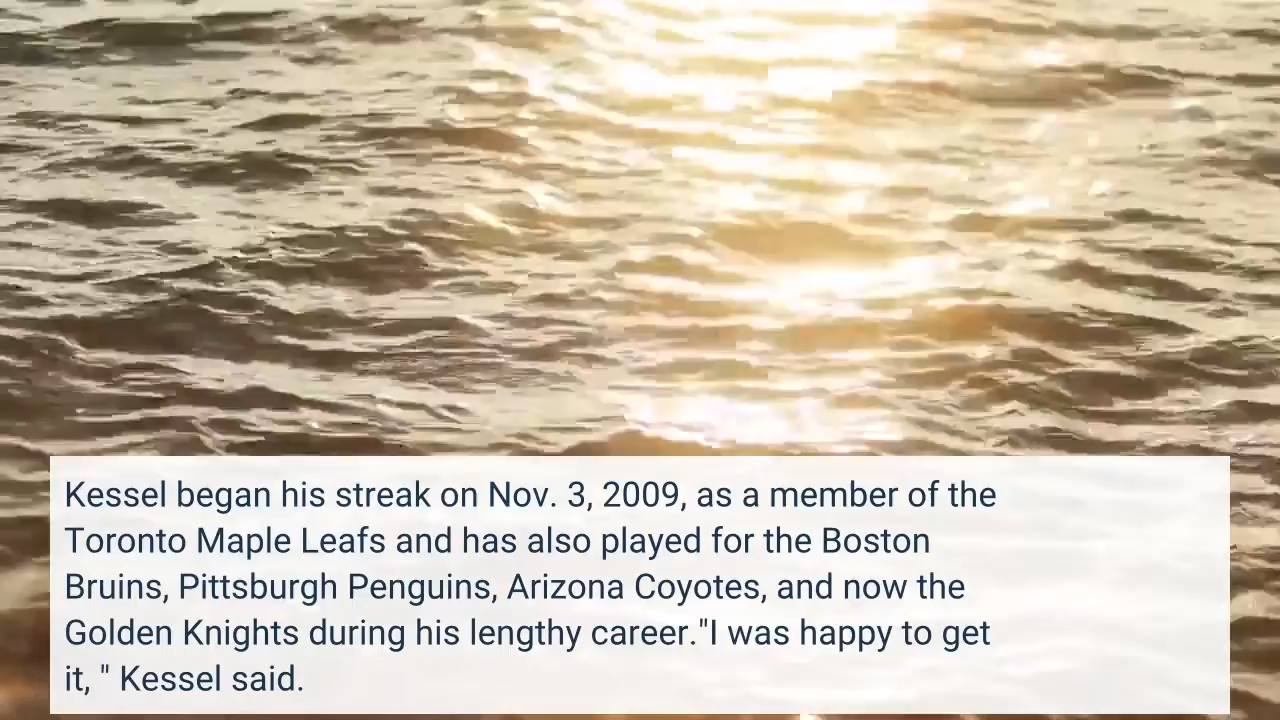 Kessel began his streak on Nov. 3, 2009, as a member of the
Toronto Maple Leafs and has also played for the Boston
Bruins, Pittsburgh Penguins, Arizona Coyotes, and now the
Golden Knights during his lengthy career."I was happy to get
it, " Kessel said.